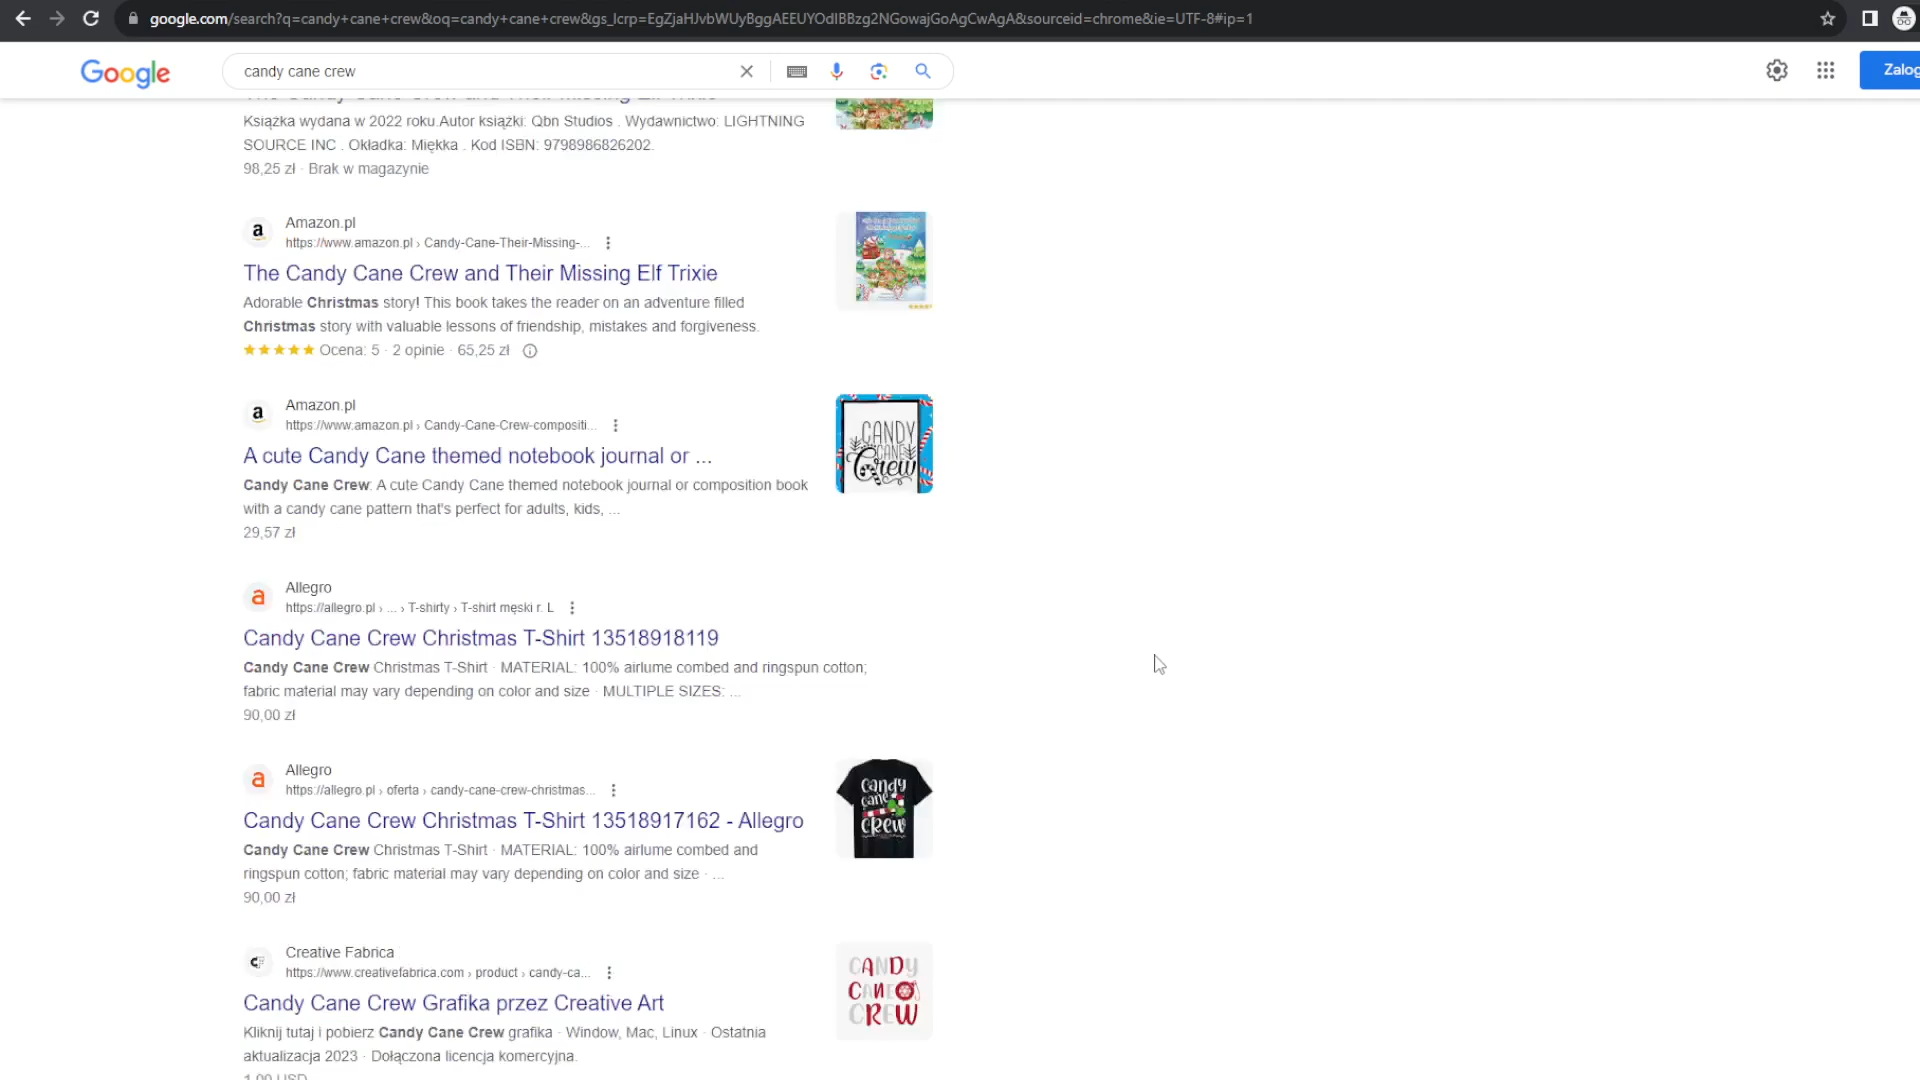 google.com/search?q=candy+cane+crew&oq=candy+cane+crew&gs_lcrp=EgZjaHJvbWUyBggAEEUYOdIBBzg2NGowajGoAgCwAgA&sourceid=chrome&ie=UTF-8#ip=1
Google
candy cane crew
Zalog
The Candy Cane Crew and Their Missing Elf Trixie
Książka wydana w 2022 roku.Autor książki: Qbn Studios . Wydawnictwo: LIGHTNING
SOURCE INC . Okładka: Miękka . Kod ISBN: 9798986826202.
98,25 zł · Brak w magazynie
Amazon.pl
https://www.amazon.pl › Candy-Cane-Their-Missing-...
The Candy Cane Crew and Their Missing Elf Trixie
Adorable Christmas story! This book takes the reader on an adventure filled
Christmas story with valuable lessons of friendship, mistakes and forgiveness.
Ocena: 5 · 2 opinie · 65,25 zł
Amazon.pl
https://www.amazon.pl › Candy-Cane-Crew-compositi...
A cute Candy Cane themed notebook journal or ...
Candy Cane Crew: A cute Candy Cane themed notebook journal or composition book
with a candy cane pattern that's perfect for adults, kids, ...
29,57 zł
CANDY
CANE
Crew
Allegro
https://allegro.pl › ... › T-shirty › T-shirt męski r. L
Candy Cane Crew Christmas T-Shirt 13518918119
Candy Cane Crew Christmas T-Shirt · MATERIAL: 100% airlume combed and ringspun cotton;
fabric material may vary depending on color and size · MULTIPLE SIZES: ...
90,00 zł
Allegro
https://allegro.pl › oferta › candy-cane-crew-christmas...
Candy Cane Crew Christmas T-Shirt 13518917162 - Allegro
Candy Cane Crew Christmas T-Shirt · MATERIAL: 100% airlume combed and
ringspun cotton; fabric material may vary depending on color and size · ...
90,00 zł
Candy
Cane
CREW
Creative Fabrica
https://www.creativefabrica.com › product › candy-ca...
Candy Cane Crew Grafika przez Creative Art
Kliknij tutaj i pobierz Candy Cane Crew grafika · Window, Mac, Linux · Ostatnia
aktualizacja 2023 · Dołączona licencja komercyjna.
1,00 USD
CANDY
CANE
CREW